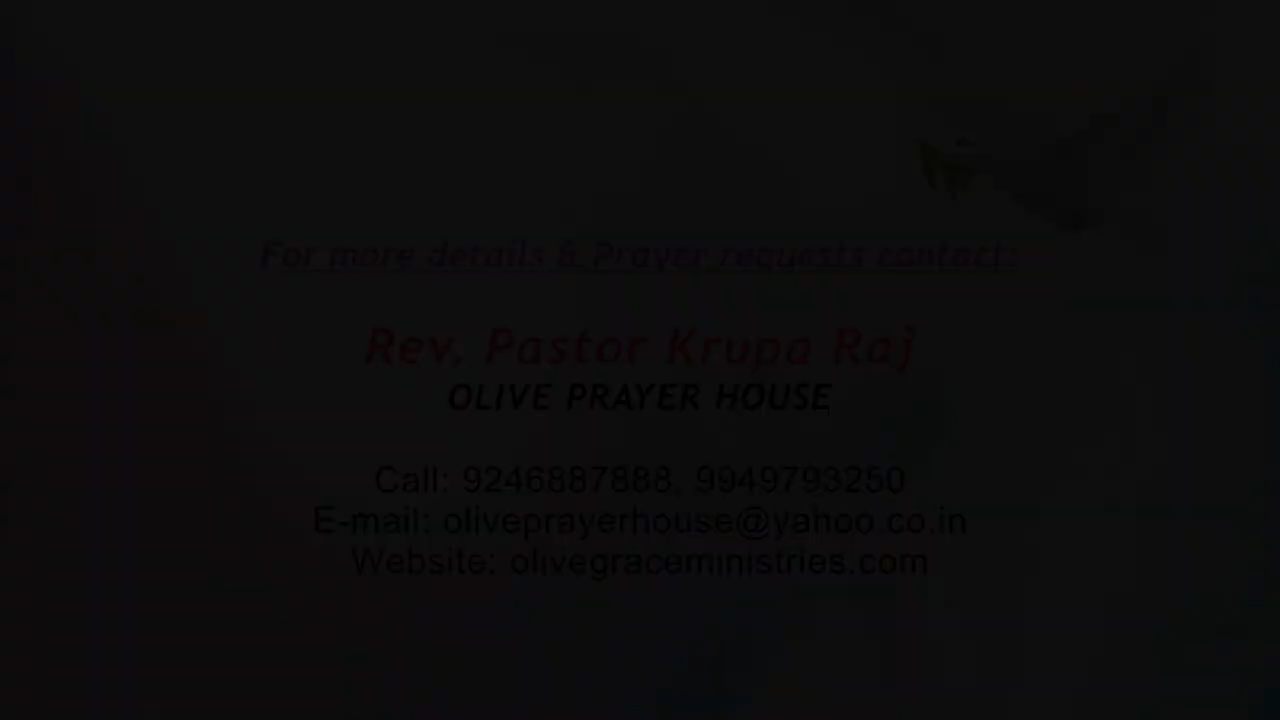 For more details & Prayer requests contact:
Rev. Pastor Krupa Raj
OLIVE PRAYER HOUSE
Call: 9246887888, 9949793250
E-mail: oliveprayerhouse@yahoo.co.in
Website: olivegraceministries.com